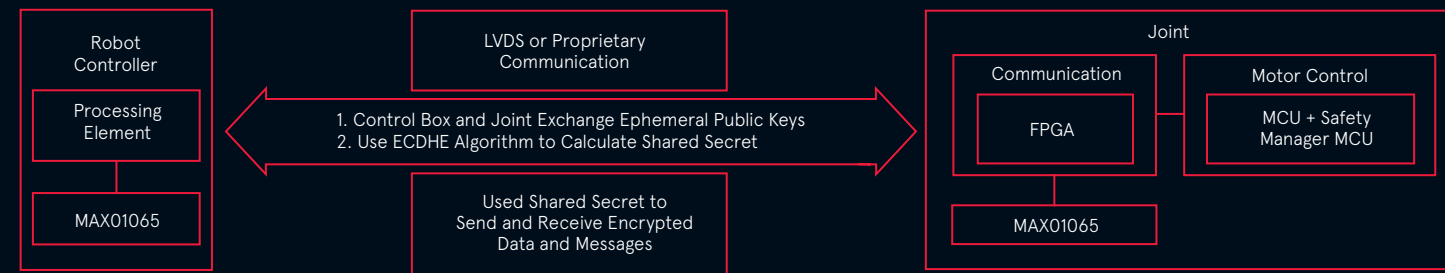 Robot
Controller
Processing
Element
MAX01065
LVDS or Proprietary
Communication
1. Control Box and Joint Exchange Ephemeral Public Keys
2. Use ECDHE Algorithm to Calculate Shared Secret
Used Shared Secret to
Send and Receive Encrypted
Data and Messages
Joint
Communication
FPGA
MAX01065
Motor Control
MCU + Safety
Manager MCU